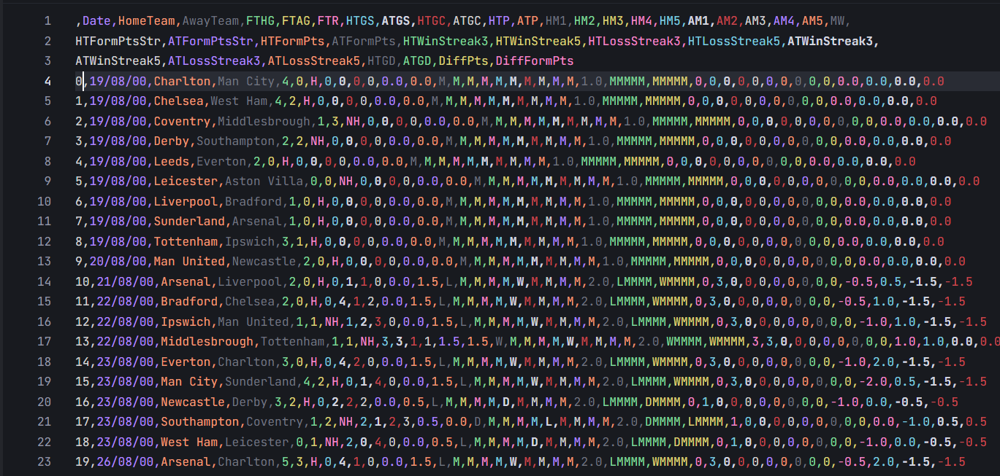 1 ,Date,HomeTeam,AwayTeam,FTHG,FTAG,FTR,HTGS,ATGS,HTGC,ATGC,HTP,ATP,HM1,HM2,HM3,HM4,HM5,AM1,AM2,AM3,AM4,AM5,MW,
2 HTFormPtsStr,ATFormPtsStr,HTFormPts,ATFormPts,HTWinStreak3,HTWinStreak5,HTLossStreak3,HTLossStreak5,ATWinStreak3,
3 ATWinStreak5,ATLossStreak3,ATLossStreak5,HTGD,ATGD,DiffPts,DiffFormPts
4 0,19/08/00,Charlton,Man City,4,0,H,0,0,0,0,0.0,0.0,M,M,M,M,M,M,M,M,M,M,1.0,MMMMM,MMMMM,0,0,0,0,0,0,0,0,0,0,0.0,0.0,0.0,0.0
5 1,19/08/00,Chelsea,West Ham,4,2,H,0,0,0,0,0.0,0.0,M,M,M,M,M,M,M,M,M,M,1.0,MMMMM,MMMMM,0,0,0,0,0,0,0,0,0,0,0.0,0.0,0.0,0.0
6 2,19/08/00,Coventry,Middlesbrough,1,3,NH,0,0,0,0,0.0,0.0,M,M,M,M,M,M,M,M,M,M,1.0,MMMMM,MMMMM,0,0,0,0,0,0,0,0,0,0,0.0,0.0,0.0,0.0
7 3,19/08/00,Derby,Southampton,2,2,NH,0,0,0,0,0.0,0.0,M,M,M,M,M,M,M,M,M,M,1.0,MMMMM,MMMMM,0,0,0,0,0,0,0,0,0,0,0.0,0.0,0.0,0.0
8 4,19/08/00,Leeds,Everton,2,0,H,0,0,0,0,0.0,0.0,M,M,M,M,M,M,M,M,M,M,1.0,MMMMM,MMMMM,0,0,0,0,0,0,0,0,0,0,0.0,0.0,0.0,0.0
9 5,19/08/00,Leicester,Aston Villa,0,0,NH,0,0,0,0,0.0,0.0,M,M,M,M,M,M,M,M,M,M,1.0,MMMMM,MMMMM,0,0,0,0,0,0,0,0,0,0,0.0,0.0,0.0,0.0
10 6,19/08/00,Liverpool,Bradford,1,0,H,0,0,0,0,0.0,0.0,M,M,M,M,M,M,M,M,M,M,1.0,MMMMM,MMMMM,0,0,0,0,0,0,0,0,0,0,0.0,0.0,0.0,0.0
11 7,19/08/00,Sunderland,Arsenal,1,0,H,0,0,0,0,0.0,0.0,M,M,M,M,M,M,M,M,M,M,1.0,MMMMM,MMMMM,0,0,0,0,0,0,0,0,0,0,0.0,0.0,0.0,0.0
12 8,19/08/00,Tottenham,Ipswich,3,1,H,0,0,0,0,0.0,0.0,M,M,M,M,M,M,M,M,M,M,1.0,MMMMM,MMMMM,0,0,0,0,0,0,0,0,0,0,0.0,0.0,0.0,0.0
13 9,20/08/00,Man United,Newcastle,2,0,H,0,0,0,0,0.0,0.0,M,M,M,M,M,M,M,M,M,M,1.0,MMMMM,MMMMM,0,0,0,0,0,0,0,0,0,0,0.0,0.0,0.0,0.0
14 10,21/08/00,Arsenal,Liverpool,2,0,H,0,1,1,0,0.0,1.5,L,M,M,M,M,W,M,M,M,M,2.0,LMMMM,WMMMM,0,3,0,0,0,0,0,0,0,0,-0.5,0.5,-1.5,-1.5
15 11,22/08/00,Bradford,Chelsea,2,0,H,0,4,1,2,0.0,1.5,L,M,M,M,M,W,M,M,M,M,2.0,LMMMM,WMMMM,0,3,0,0,0,0,0,0,0,0,-0.5,1.0,-1.5,-1.5
16 12,22/08/00,Ipswich,Man United,1,1,NH,1,2,3,0,0.0,1.5,L,M,M,M,M,W,M,M,M,M,2.0,LMMMM,WMMMM,0,3,0,0,0,0,0,0,0,0,-1.0,1.0,-1.5,-1.5
17 13,22/08/00,Middlesbrough,Tottenham,1,1,NH,3,3,1,1,1.5,1.5,W,M,M,M,M,W,M,M,M,M,2.0,WMMMM,WMMMM,3,3,0,0,0,0,0,0,0,0,1.0,1.0,0.0,0.0
18 14,23/08/00,Everton,Charlton,3,0,H,0,4,2,0,0.0,1.5,L,M,M,M,M,W,M,M,M,M,2.0,LMMMM,WMMMM,0,3,0,0,0,0,0,0,0,0,-1.0,2.0,-1.5,-1.5
19 15,23/08/00,Man City,Sunderland,4,2,H,0,1,4,0,0.0,1.5,L,M,M,M,M,W,M,M,M,M,2.0,LMMMM,WMMMM,0,3,0,0,0,0,0,0,0,0,-2.0,0.5,-1.5,-1.5
20 16,23/08/00,Newcastle,Derby,3,2,H,0,2,2,2,0.0,0.5,L,M,M,M,M,D,M,M,M,M,2.0,LMMMM,DMMMM,0,1,0,0,0,0,0,0,0,0,-1.0,0.0,-0.5,-0.5
21 17,23/08/00,Southampton,Coventry,1,2,NH,2,1,2,3,0.5,0.0,D,M,M,M,M,L,M,M,M,M,2.0,DMMMM,LMMMM,1,0,0,0,0,0,0,0,0,0,0.0,-1.0,0.5,0.5
22 18,23/08/00,West Ham,Leicester,0,1,NH,2,0,4,0,0.0,0.5,L,M,M,M,M,D,M,M,M,M,2.0,LMMMM,DMMMM,0,1,0,0,0,0,0,0,0,0,-1.0,0.0,-0.5,-0.5
23 19,26/08/00,Arsenal,Charlton,5,3,H,0,4,1,0,0.0,1.5,L,M,M,M,M,W,M,M,M,M,2.0,LMMMM,WMMMM,0,3,0,0,0,0,0,0,0,0,-0.5,2.0,-1.5,-1.5